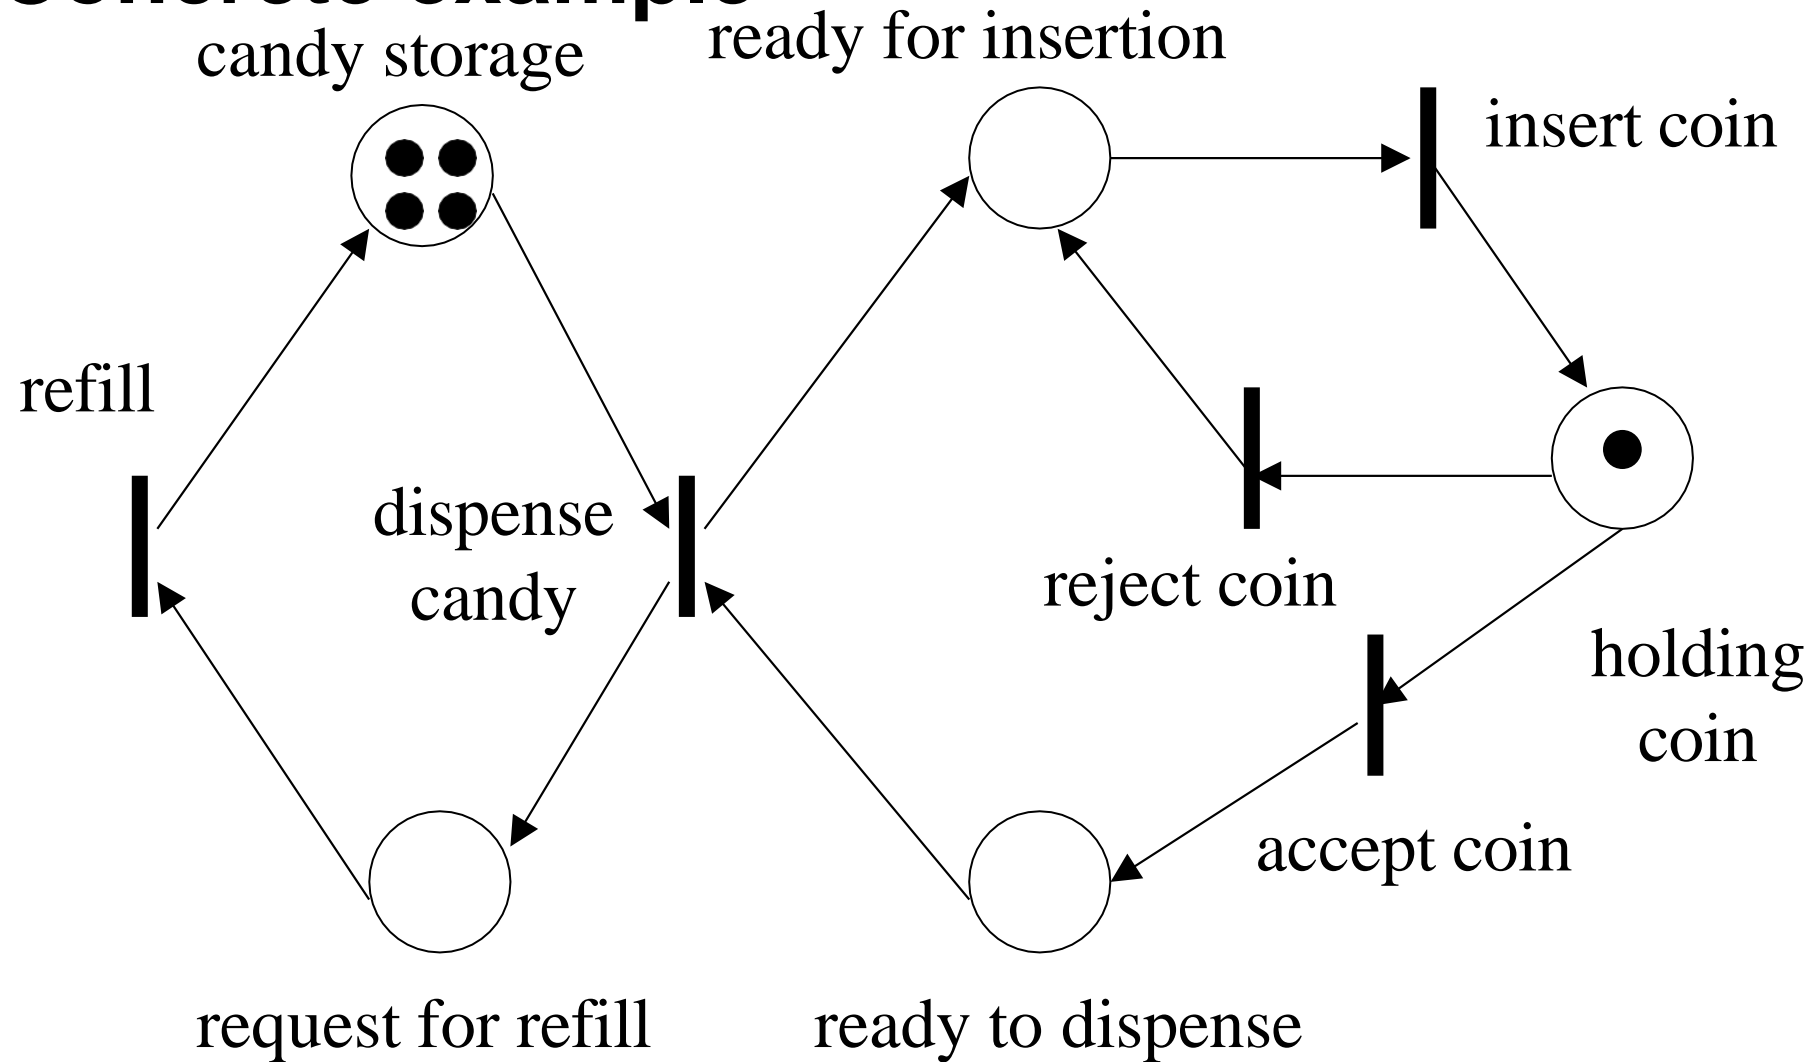 candy storage
ready for insertion
insert coin
refill
dispense
candy
reject coin
holding
coin
accept coin
request for refill
ready to dispense